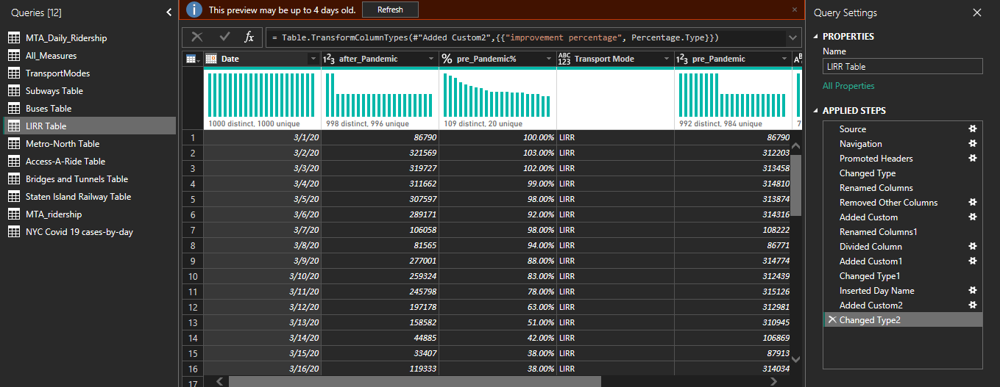 Queries [12]
MTA_Daily_Ridership
All_Measures
TransportModes
Subways Table
Buses Table
LIRR Table
Metro-North Table
Access-A-Ride Table
Bridges and Tunnels Table
Staten Island Railway Table
MTA_ridership
NYC Covid 19 cases-by-day
This preview may be up to 4 days old. Refresh
fx = Table.TransformColumnTypes(#"Added Custom2",{{"improvement percentage", Percentage.Type}})
Date 1²3 after_Pandemic % pre_Pandemic% ABC 123 Transport Mode 1²3 pre_Pandemic
1000 distinct, 1000 unique 998 distinct, 996 unique 109 distinct, 20 unique 992 distinct, 984 unique 7
1 3/1/20 86790 100.00% LIRR 86790
2 3/2/20 321569 103.00% LIRR 312203
3 3/3/20 319727 102.00% LIRR 313458
4 3/4/20 311662 99.00% LIRR 314810
5 3/5/20 307597 98.00% LIRR 313874
6 3/6/20 289171 92.00% LIRR 314316
7 3/7/20 106058 98.00% LIRR 108222
8 3/8/20 81565 94.00% LIRR 86771
9 3/9/20 277001 88.00% LIRR 314774
10 3/10/20 259324 83.00% LIRR 312439
11 3/11/20 245798 78.00% LIRR 315126
12 3/12/20 197178 63.00% LIRR 312981
13 3/13/20 158582 51.00% LIRR 310945
14 3/14/20 44885 42.00% LIRR 106869
15 3/15/20 33407 38.00% LIRR 87913
16 3/16/20 119333 38.00% LIRR 314034
17
Query Settings
PROPERTIES
Name
LIRR Table
All Properties
APPLIED STEPS
Source
Navigation
Promoted Headers
Changed Type
Renamed Columns
Removed Other Columns
Added Custom
Renamed Columns1
Divided Column
Added Custom1
Changed Type1
Inserted Day Name
Added Custom2
Changed Type2